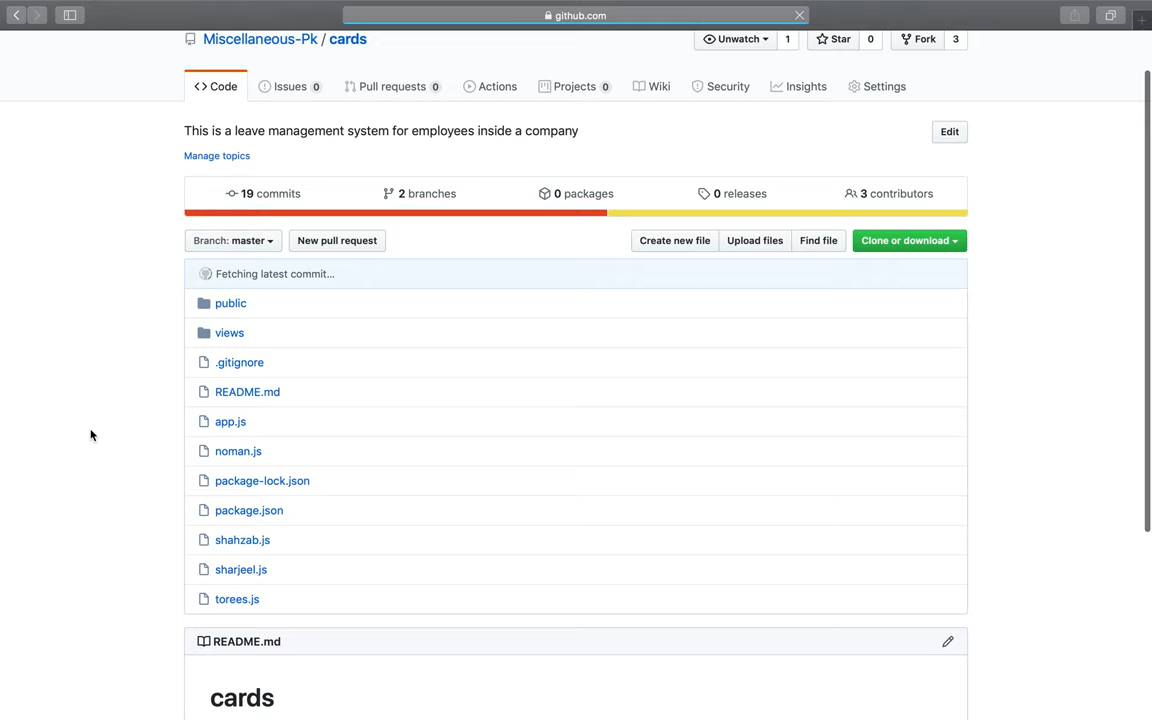 github.com
Miscellaneous-Pk / cards
Unwatch 1 Star 0 Fork 3
Code Issues 0 Pull requests 0 Actions Projects 0 Wiki Security Insights Settings
This is a leave management system for employees inside a company Edit
Manage topics
19 commits 2 branches 0 packages 0 releases 3 contributors
Branch: master New pull request Create new file Upload files Find file Clone or download
Fetching latest commit...
public
views
.gitignore
README.md
app.js
noman.js
package-lock.json
package.json
shahzab.js
sharjeel.js
torees.js
README.md
cards